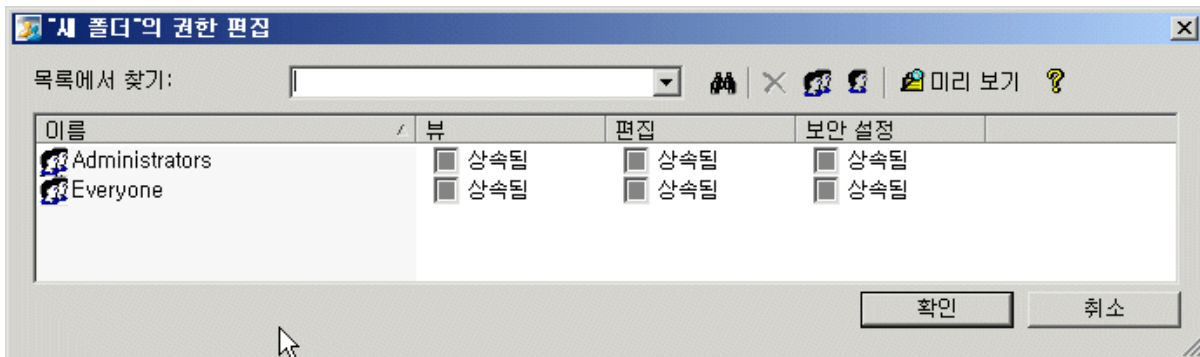 "새 폴더"의 권한 편집
목록에서 찾기:
미리 보기
이름 뷰 편집 보안 설정
Administrators 상속됨 상속됨 상속됨
Everyone 상속됨 상속됨 상속됨
확인 취소